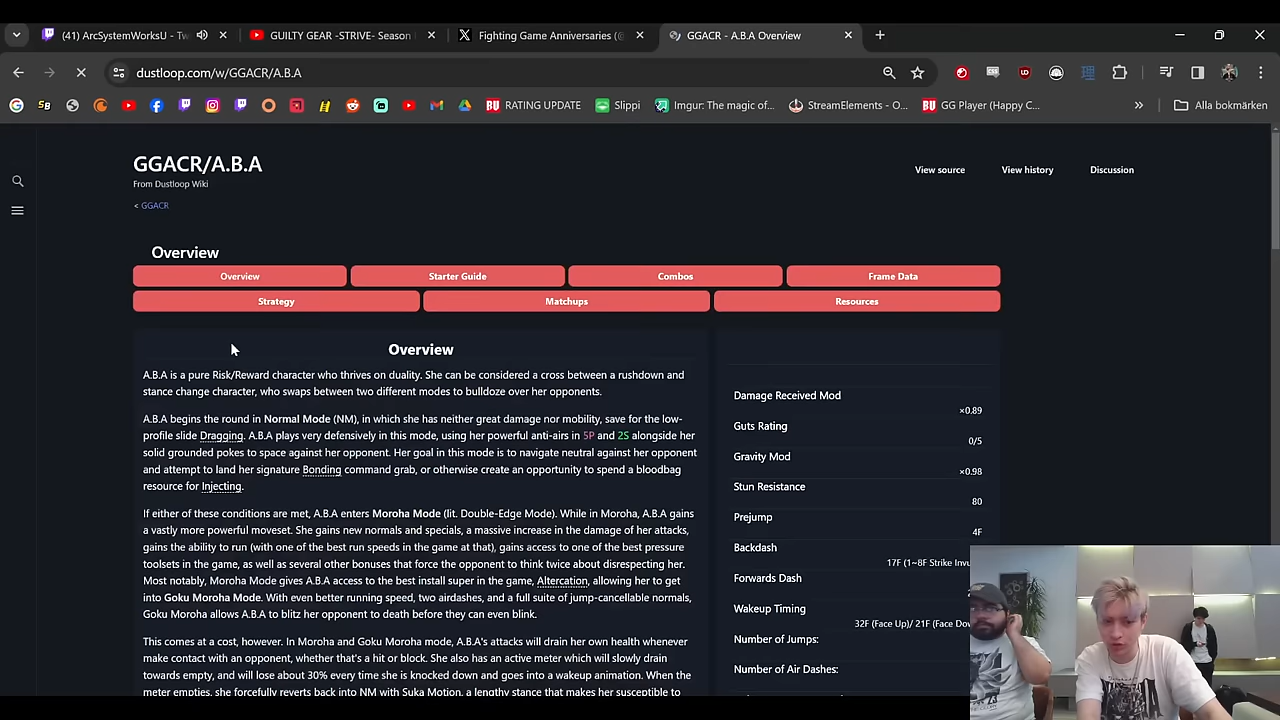 (41) ArcSystemWorksU - Tw
GUILTY GEAR -STRIVE- Season
Fighting Game Anniversaries (@
GGACR - A.B.A Overview
dustloop.com/w/GGACR/A.B.A
RATING UPDATE
Slippi
Imgur: The magic of...
StreamElements - O...
GG Player (Happy C...
Alla bokmärken
GGACR/A.B.A
From Dustloop Wiki
< GGACR
View source
View history
Discussion
Overview
Overview
Starter Guide
Combos
Frame Data
Strategy
Matchups
Resources
Overview
A.B.A is a pure Risk/Reward character who thrives on duality. She can be considered a cross between a rushdown and
stance change character, who swaps between two different modes to bulldoze over her opponents.
A.B.A begins the round in Normal Mode (NM), in which she has neither great damage nor mobility, save for the low-
profile slide Dragging. A.B.A plays very defensively in this mode, using her powerful anti-airs in 5P and 2S alongside her
solid grounded pokes to space against her opponent. Her goal in this mode is to navigate neutral against her opponent
and attempt to land her signature Bonding command grab, or otherwise create an opportunity to spend a bloodbag
resource for Injecting.
If either of these conditions are met, A.B.A enters Moroha Mode (lit. Double-Edge Mode). While in Moroha, A.B.A gains
a vastly more powerful moveset. She gains new normals and specials, a massive increase in the damage of her attacks,
gains the ability to run (with one of the best run speeds in the game at that), gains access to one of the best pressure
toolsets in the game, as well as several other bonuses that force the opponent to think twice about disrespecting her.
Most notably, Moroha Mode gives A.B.A access to the best install super in the game, Altercation, allowing her to get
into Goku Moroha Mode. With even better running speed, two airdashes, and a full suite of jump-cancellable normals,
Goku Moroha allows A.B.A to blitz her opponent to death before they can even blink.
This comes at a cost, however. In Moroha and Goku Moroha mode, A.B.A's attacks will drain her own health whenever
make contact with an opponent, whether that's a hit or block. She also has an active meter which will slowly drain
towards empty, and will lose about 30% every time she is knocked down and goes into a wakeup animation. When the
meter empties, she forcefully reverts back into NM with Suka Motion, a lengthy stance that makes her susceptible to
Damage Received Mod
×0.89
Guts Rating
0/5
Gravity Mod
×0.98
Stun Resistance
80
Prejump
4F
Backdash
17F (1~8F Strike Invu
Forwards Dash
Wakeup Timing
32F (Face Up)/ 21F (Face Dow
Number of Jumps:
Number of Air Dashes: